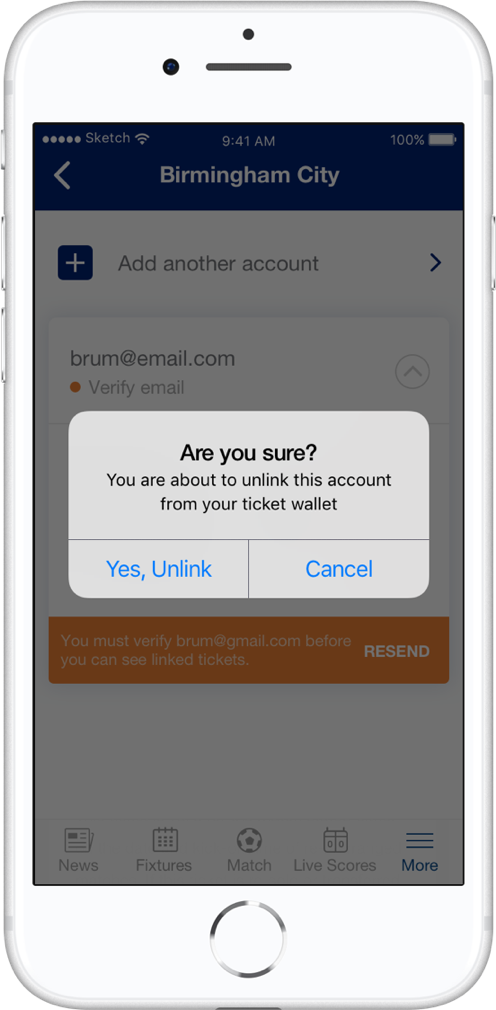 Sketch 9:41 AM 100%
Birmingham City
Add another account
brum@email.com
Verify email
Are you sure?
You are about to unlink this account
from your ticket wallet
Yes, Unlink Cancel
You must verify brum@gmail.com before
you can see linked tickets.
RESEND
News Fixtures Match Live Scores More